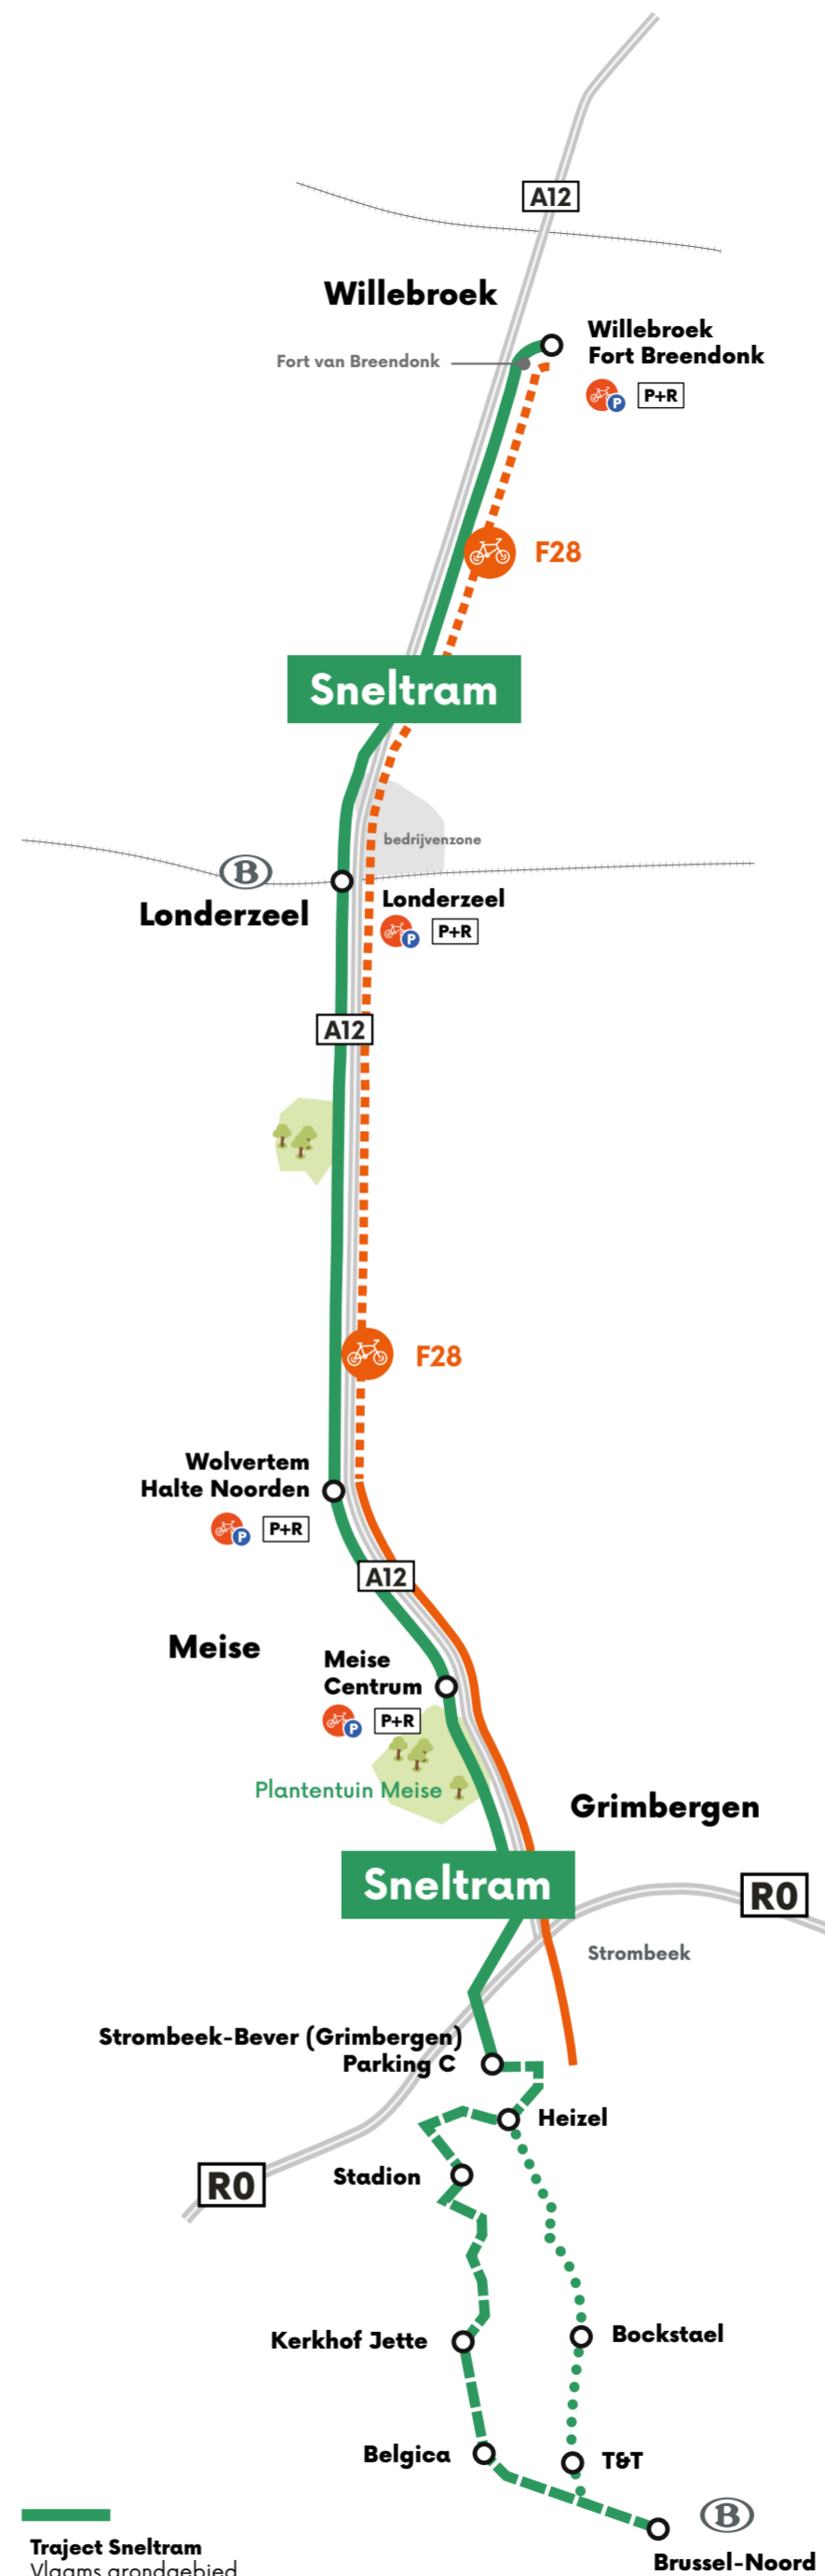 A12
Willebroek
Willebroek
Fort Breendonk
Fort van Breendonk
P
P+R
F28
Sneltram
bedrijvenzone
B
Londerzeel
Londerzeel
P
P+R
A12
F28
Wolvertem
Halte Noorden
P
P+R
A12
Meise
Meise
Centrum
P
P+R
Plantentuin Meise
Grimbergen
Sneltram
R0
Strombeek
Strombeek-Bever (Grimbergen)
Parking C
Heizel
R0
Stadion
Kerkhof Jette
Bockstael
Belgica
T&T
B
Traject Sneltram
Vlaams grondgebied
Brussel-Noord